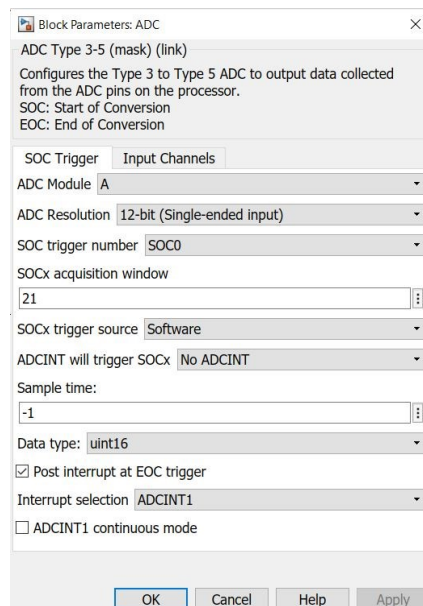 Block Parameters: ADC
ADC Type 3-5 (mask) (link)
Configures the Type 3 to Type 5 ADC to output data collected
from the ADC pins on the processor.
SOC: Start of Conversion
EOC: End of Conversion
SOC Trigger Input Channels
ADC Module A
ADC Resolution 12-bit (Single-ended input)
SOC trigger number SOC0
SOCx acquisition window
21
SOCx trigger source Software
ADCINT will trigger SOCx No ADCINT
Sample time:
-1
Data type: uint16
Post interrupt at EOC trigger
Interrupt selection ADCINT1
ADCINT1 continuous mode
OK Cancel Help Apply